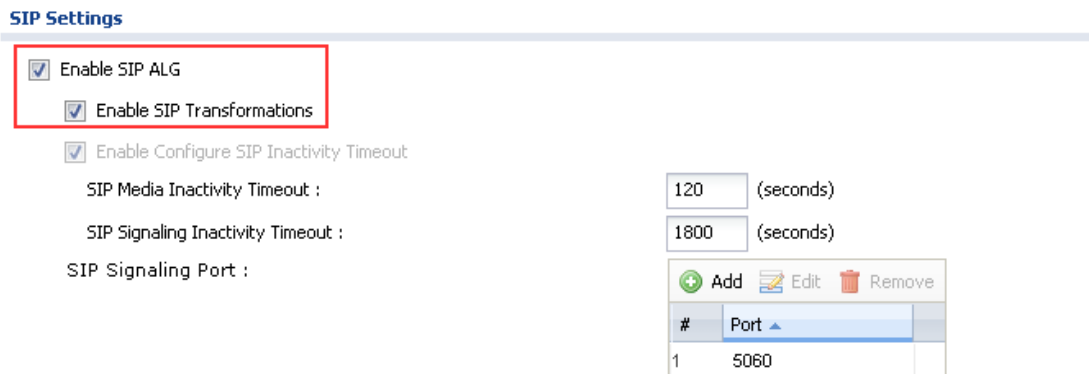 SIP Settings
Enable SIP ALG
Enable SIP Transformations
Enable Configure SIP Inactivity Timeout
SIP Media Inactivity Timeout : 120 (seconds)
SIP Signaling Inactivity Timeout : 1800 (seconds)
SIP Signaling Port :
Add Edit Remove
# Port
1 5060